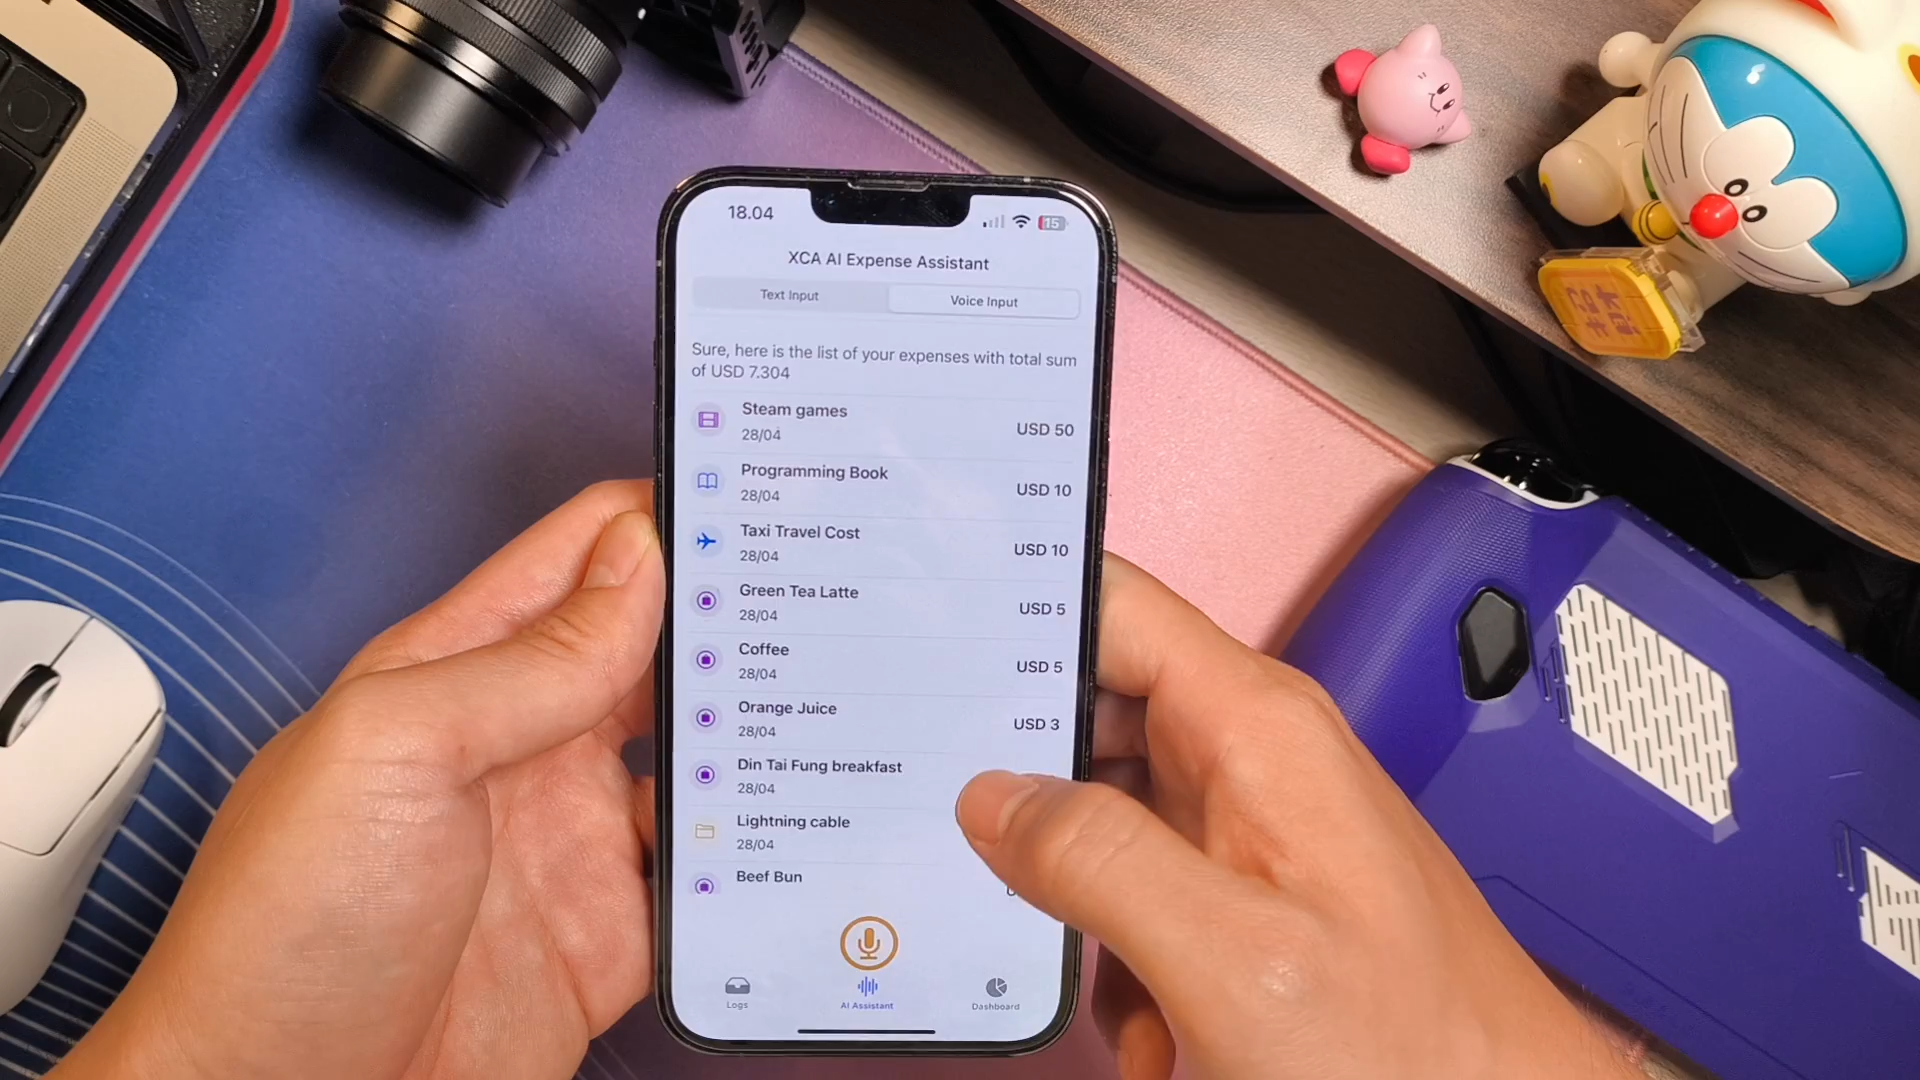 18.04
15
XCA AI Expense Assistant
Text Input
Voice Input
Sure, here is the list of your expenses with total sum
of USD 7.304
Steam games
28/04
USD 50
Programming Book
28/04
USD 10
Taxi Travel Cost
28/04
USD 10
Green Tea Latte
28/04
USD 5
Coffee
28/04
USD 5
Orange Juice
28/04
USD 3
Din Tai Fung breakfast
28/04
Lightning cable
28/04
Beef Bun
Logs
AI Assistant
Dashboard